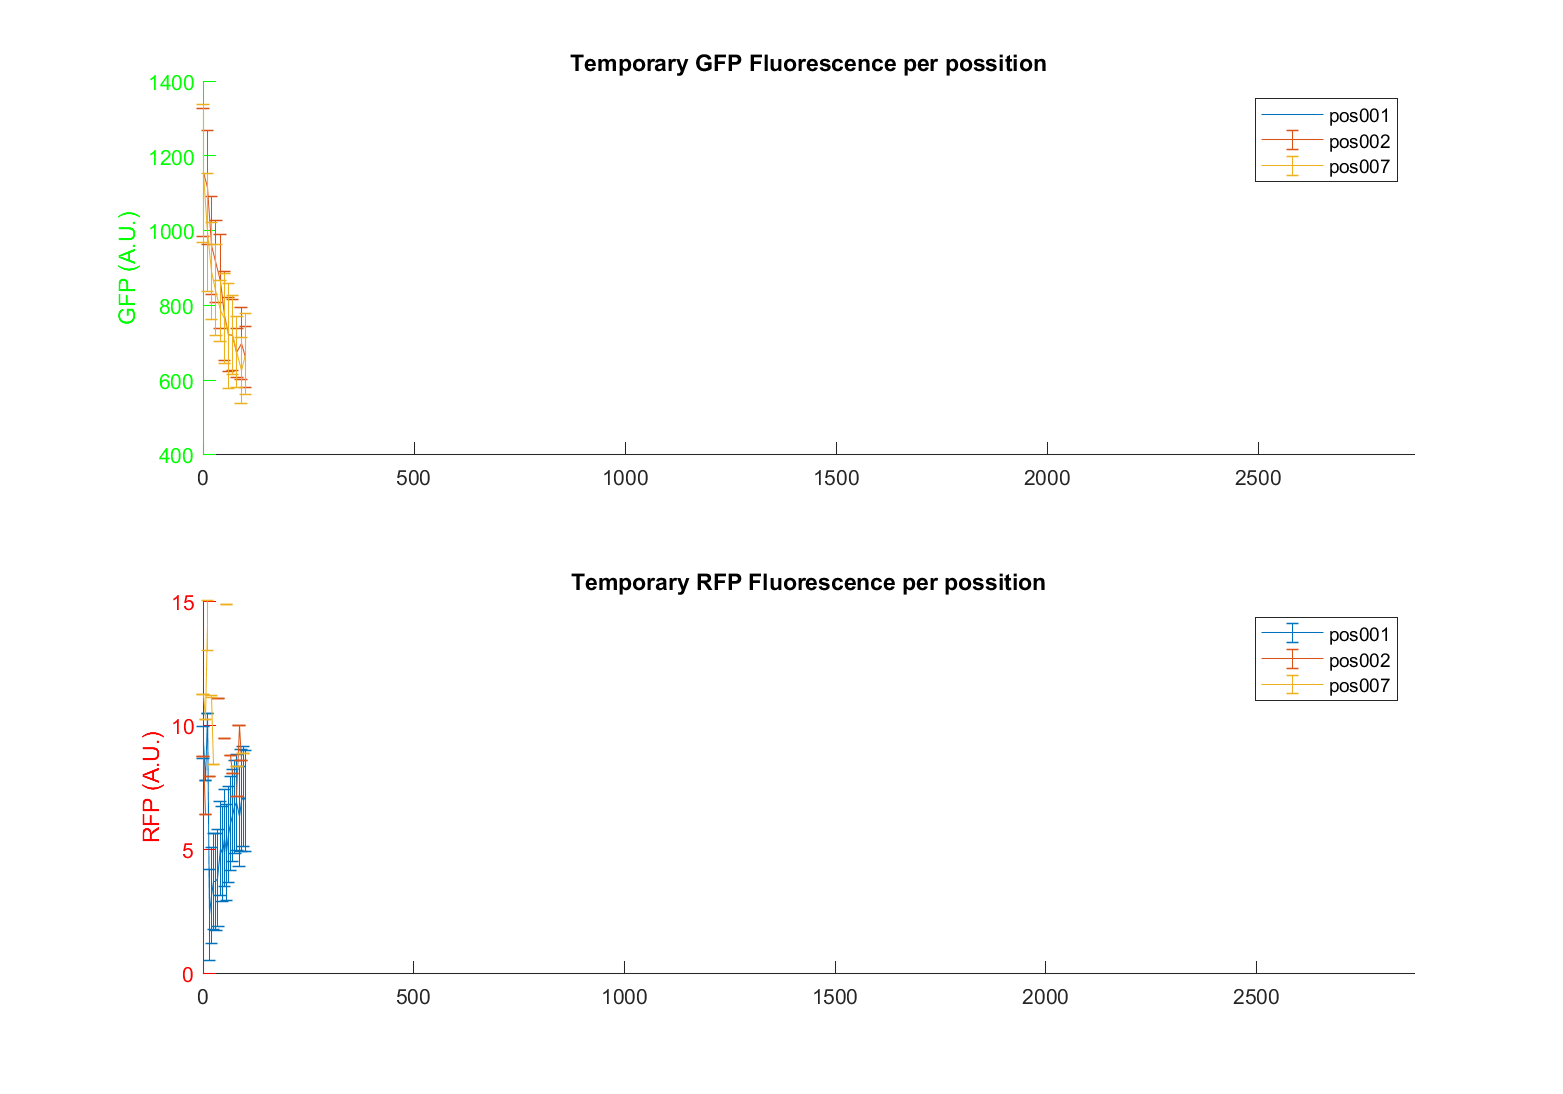 Temporary GFP Fluorescence per possition
1400
1200
1000
800
600
400
GFP (A.U.)
0 500 1000 1500 2000 2500
pos001
pos002
pos007
Temporary RFP Fluorescence per possition
15
10
5
0
RFP (A.U.)
0 500 1000 1500 2000 2500
pos001
pos002
pos007